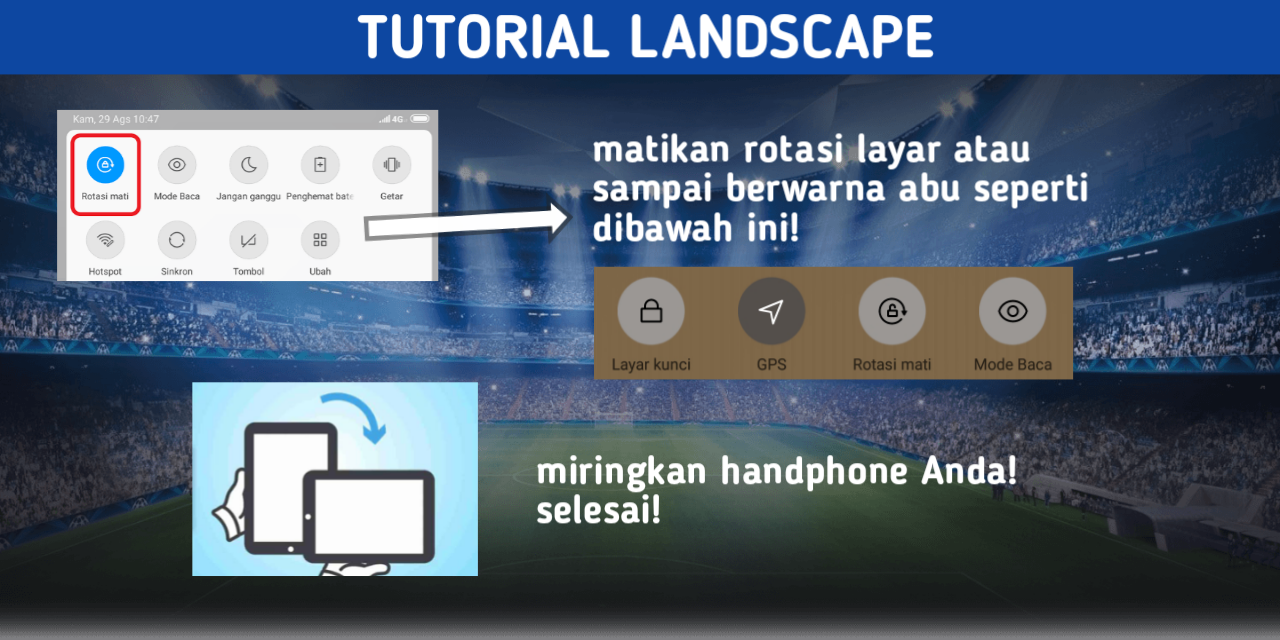 TUTORIAL LANDSCAPE
Kam, 29 Ags 10:47
4G
Rotasi mati
Mode Baca
Jangan ganggu
Penghemat bate
Getar
Hotspot
Sinkron
Tombol
Ubah
matikan rotasi layar atau
sampai berwarna abu seperti
dibawah ini!
Layar kunci
GPS
Rotasi mati
Mode Baca
miringkan handphone Anda!
selesai!